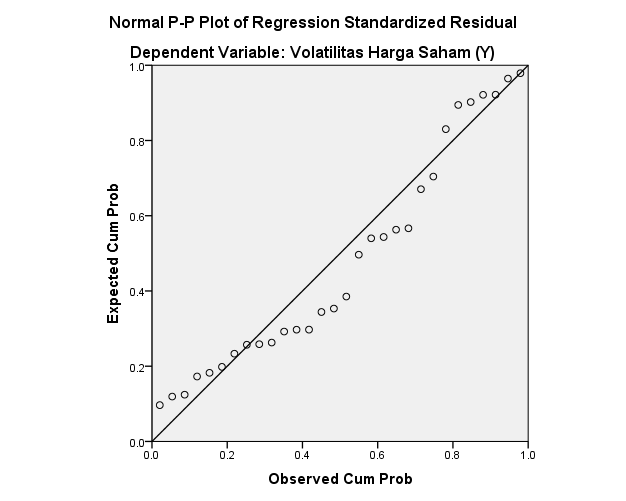 Normal P-P Plot of Regression Standardized Residual
Dependent Variable: Volatilitas Harga Saham (Y)
1.0
0.8
0.6
0.4
0.2
0.0
Expected Cum Prob
0.0 0.2 0.4 0.6 0.8 1.0
Observed Cum Prob